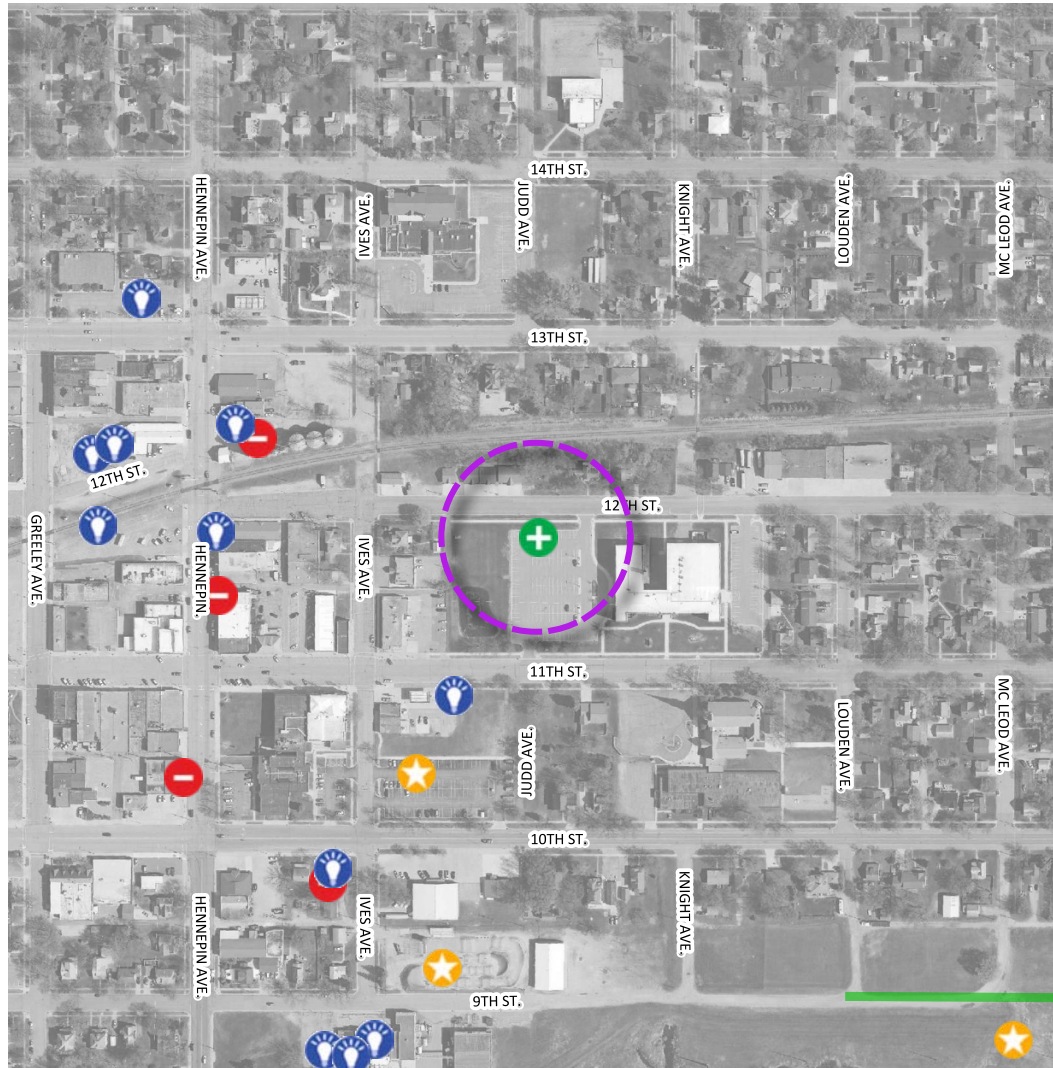 14TH ST.
HENNEPIN AVE.
IVES AVE.
JUDD AVE.
KNIGHT AVE.
LOUDEN AVE.
MC LEOD AVE.
13TH ST.
12TH ST.
12TH ST.
GREELEY AVE.
HENNEPIN.
IVES AVE.
11TH ST.
JUDD AVE.
LOUDEN AVE.
MC LEOD AVE.
10TH ST.
HENNEPIN AVE.
IVES AVE.
KNIGHT AVE.
9TH ST.